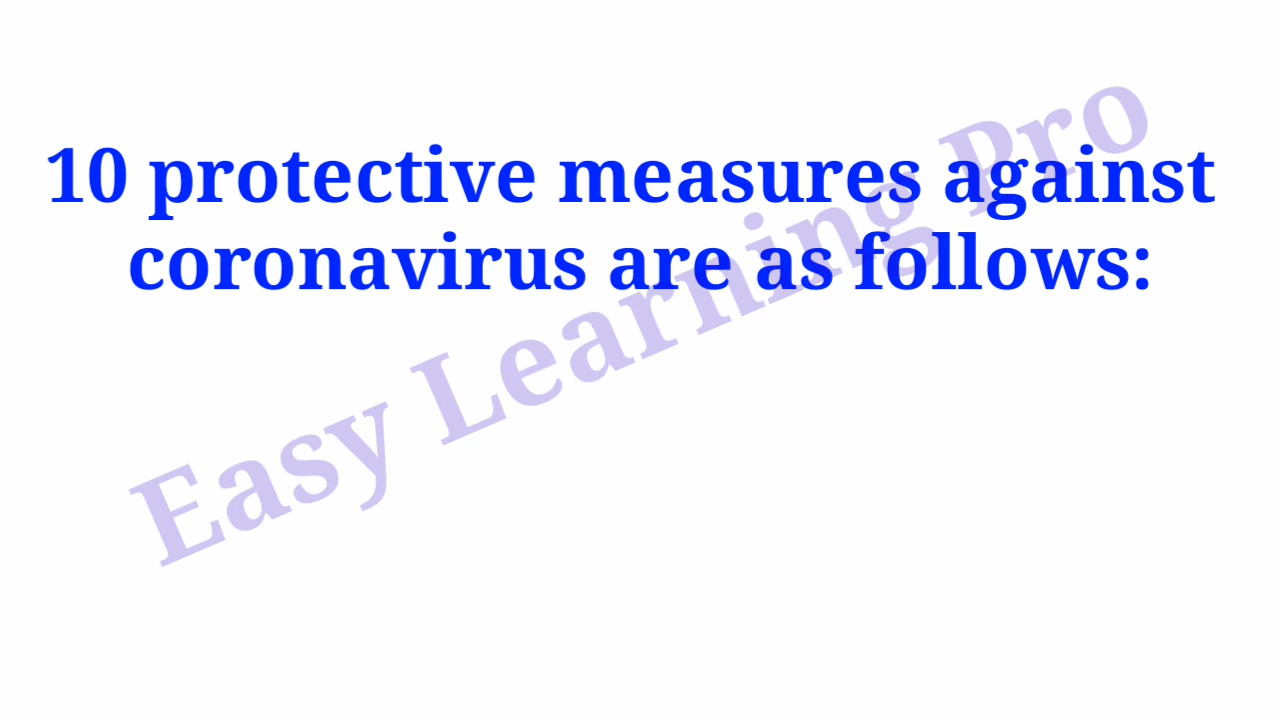 10 protective measures against
coronavirus are as follows:
Easy Learning Pro